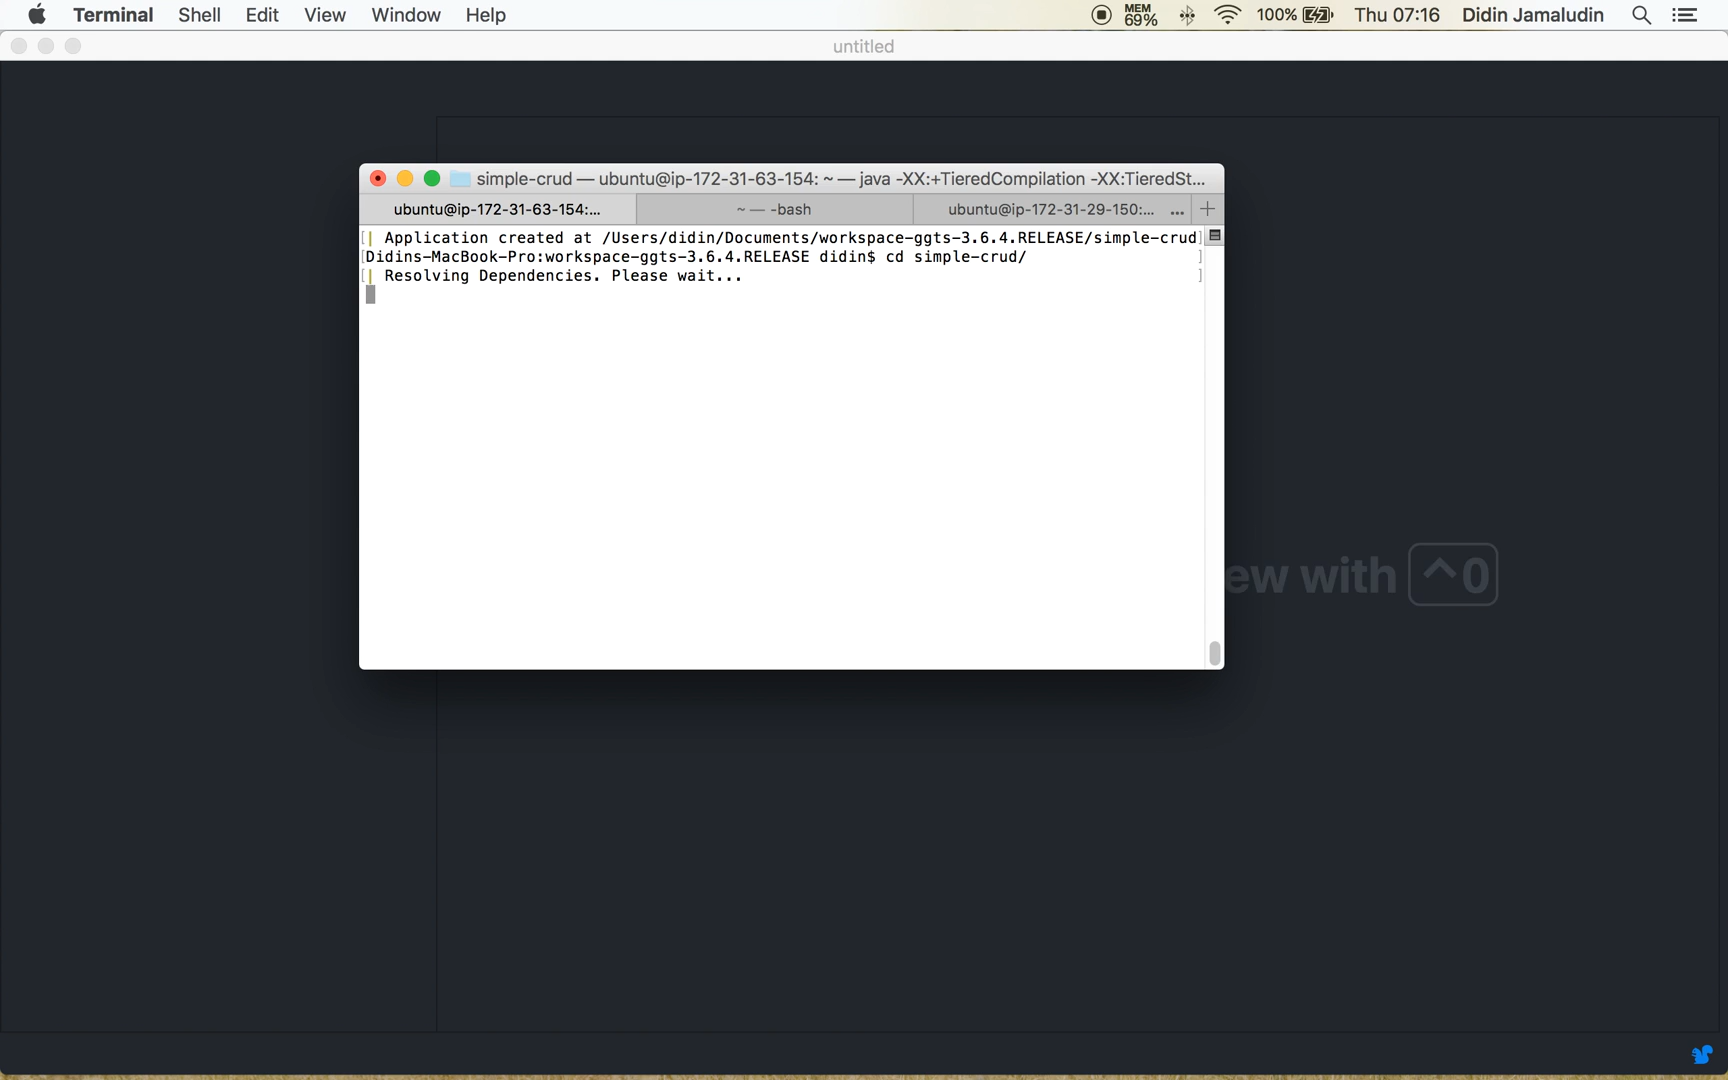 Terminal Shell Edit View Window Help MEM 69% 100% Thu 07:16 Didin Jamaludin
untitled
simple-crud — ubuntu@ip-172-31-63-154: ~ — java -XX:+TieredCompilation -XX:TieredSt...
ubuntu@ip-172-31-63-154:... ~ — -bash ubuntu@ip-172-31-29-150:... ... +
[| Application created at /Users/didin/Documents/workspace-ggts-3.6.4.RELEASE/simple-crud]
[Didins-MacBook-Pro:workspace-ggts-3.6.4.RELEASE didin$ cd simple-crud/ ]
[| Resolving Dependencies. Please wait... ]
ew with ^0